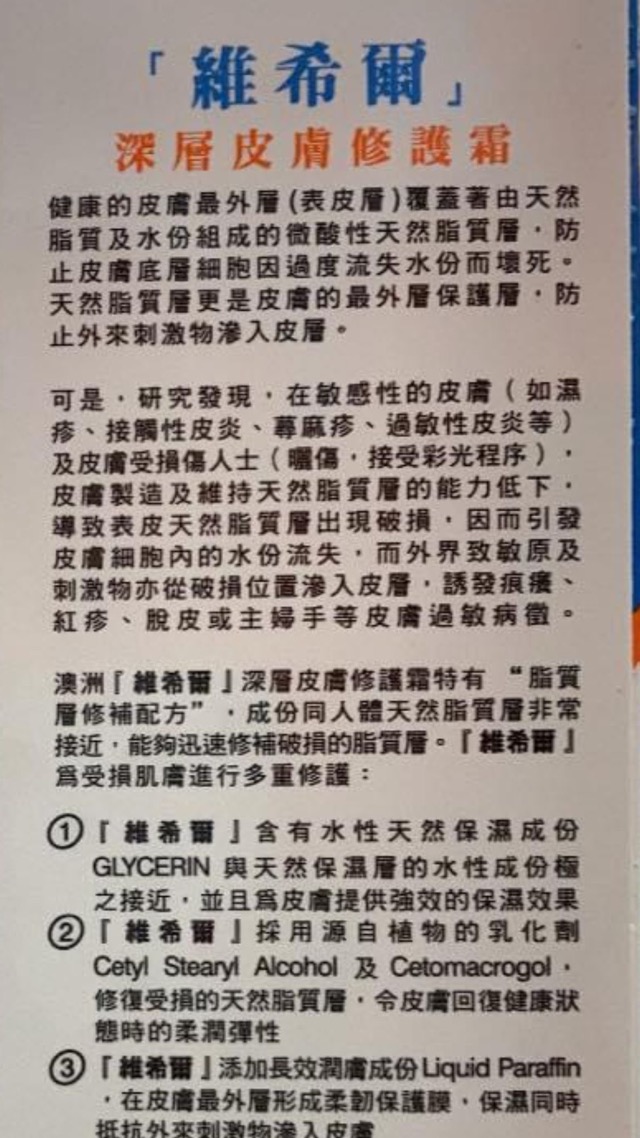 「維希爾」
深層皮膚修護霜
健康的皮膚最外層(表皮層)覆蓋著由天然
脂質及水份組成的微酸性天然脂質層，防
止皮膚底層細胞因過度流失水份而壞死。
天然脂質層更是皮膚的最外層保護層，防
止外來刺激物滲入皮層。
可是，研究發現，在敏感性的皮膚（如濕
疹、接觸性皮炎、蕁麻疹、過敏性皮炎等）
及皮膚受損傷人士（曬傷，接受彩光程序），
皮膚製造及維持天然脂質層的能力低下，
導致表皮天然脂質層出現破損，因而引發
皮膚細胞內的水份流失，而外界致敏原及
刺激物亦從破損位置滲入皮層，誘發痕癢、
紅疹、脫皮或主婦手等皮膚過敏病徵。
澳洲『維希爾』深層皮膚修護霜特有“脂質
層修補配方”，成份同人體天然脂質層非常
接近，能夠迅速修補破損的脂質層。『維希爾』
爲受損肌膚進行多重修護：
①『維希爾』含有水性天然保濕成份
GLYCERIN 與天然保濕層的水性成份極
之接近，並且爲皮膚提供強效的保濕效果
②『維希爾』採用源自植物的乳化劑
Cetyl Stearyl Alcohol 及 Cetomacrogol，
修復受損的天然脂質層，令皮膚回復健康狀
態時的柔潤彈性
③『維希爾』添加長效潤膚成份Liquid Paraffin
，在皮膚最外層形成柔韌保護膜，保濕同時
抵抗外來刺激物滲入皮膚